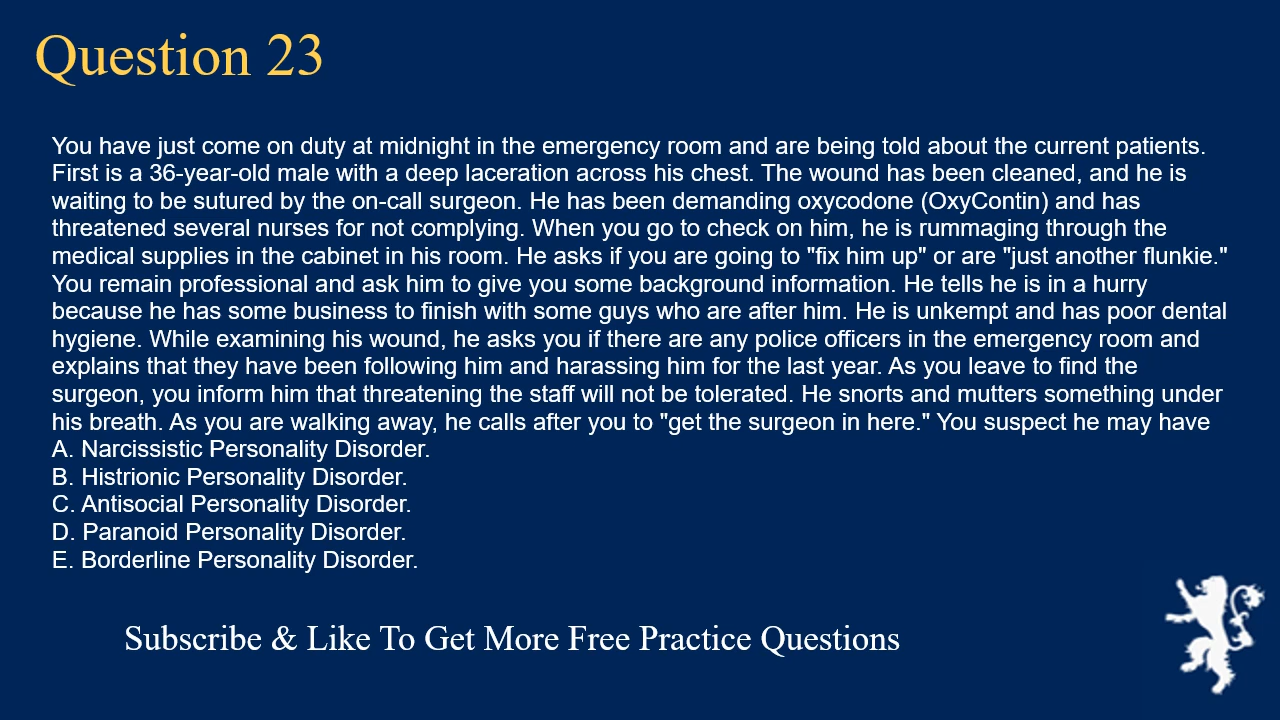 Question 23
You have just come on duty at midnight in the emergency room and are being told about the current patients.
First is a 36-year-old male with a deep laceration across his chest. The wound has been cleaned, and he is
waiting to be sutured by the on-call surgeon. He has been demanding oxycodone (OxyContin) and has
threatened several nurses for not complying. When you go to check on him, he is rummaging through the
medical supplies in the cabinet in his room. He asks if you are going to "fix him up" or are "just another flunkie."
You remain professional and ask him to give you some background information. He tells he is in a hurry
because he has some business to finish with some guys who are after him. He is unkempt and has poor dental
hygiene. While examining his wound, he asks you if there are any police officers in the emergency room and
explains that they have been following him and harassing him for the last year. As you leave to find the
surgeon, you inform him that threatening the staff will not be tolerated. He snorts and mutters something under
his breath. As you are walking away, he calls after you to "get the surgeon in here." You suspect he may have
A. Narcissistic Personality Disorder.
B. Histrionic Personality Disorder.
C. Antisocial Personality Disorder.
D. Paranoid Personality Disorder.
E. Borderline Personality Disorder.
Subscribe & Like To Get More Free Practice Questions